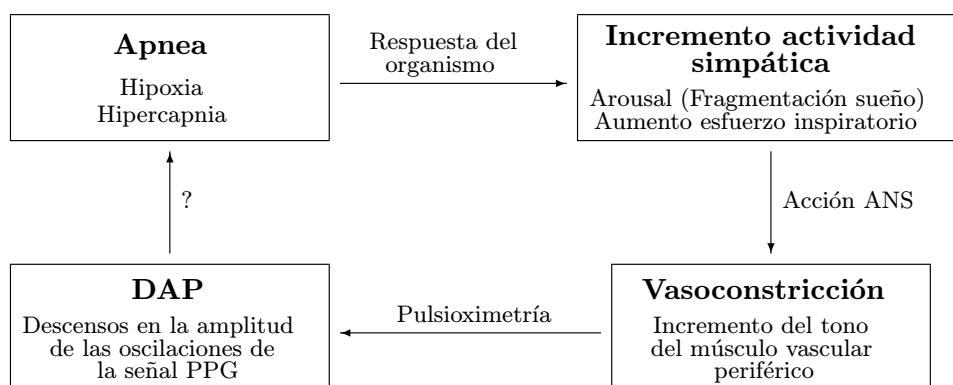 Apnea
Hipoxia
Hipercapnia
Respuesta del
organismo
Incremento actividad
simpática
Arousal (Fragmentación sueño)
Aumento esfuerzo inspiratorio
?
Acción ANS
DAP
Descensos en la amplitud
de las oscilaciones de
la señal PPG
Pulsioximetría
Vasoconstricción
Incremento del tono
del músculo vascular
periférico